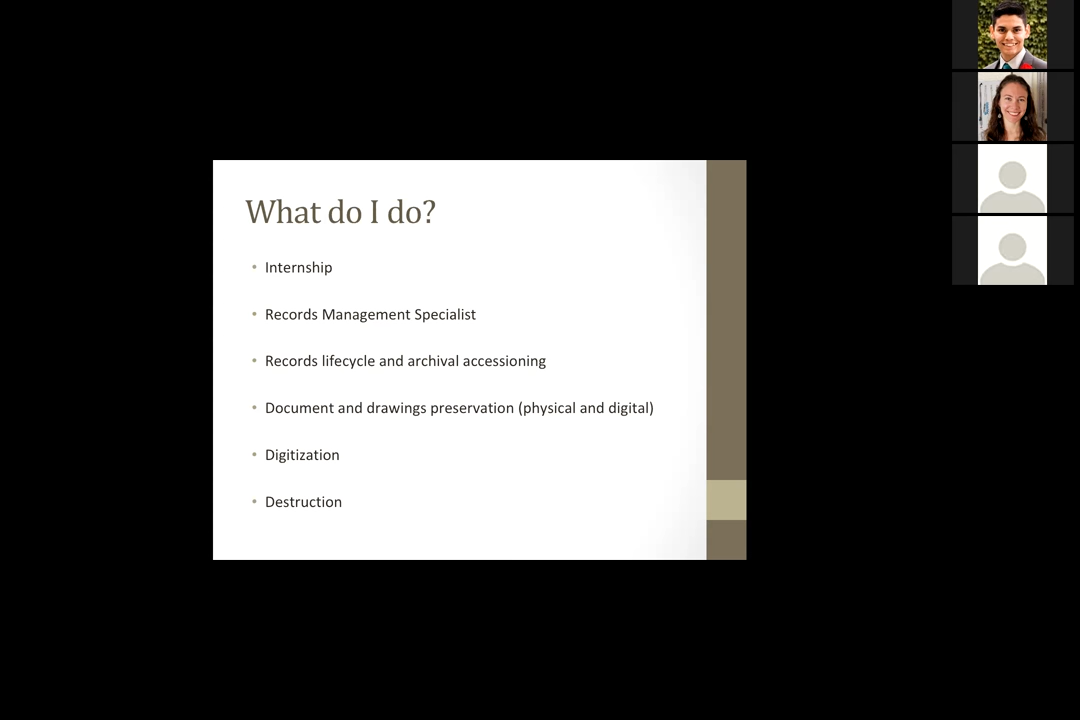 What do I do?
• Internship
• Records Management Specialist
• Records lifecycle and archival accessioning
• Document and drawings preservation (physical and digital)
• Digitization
• Destruction